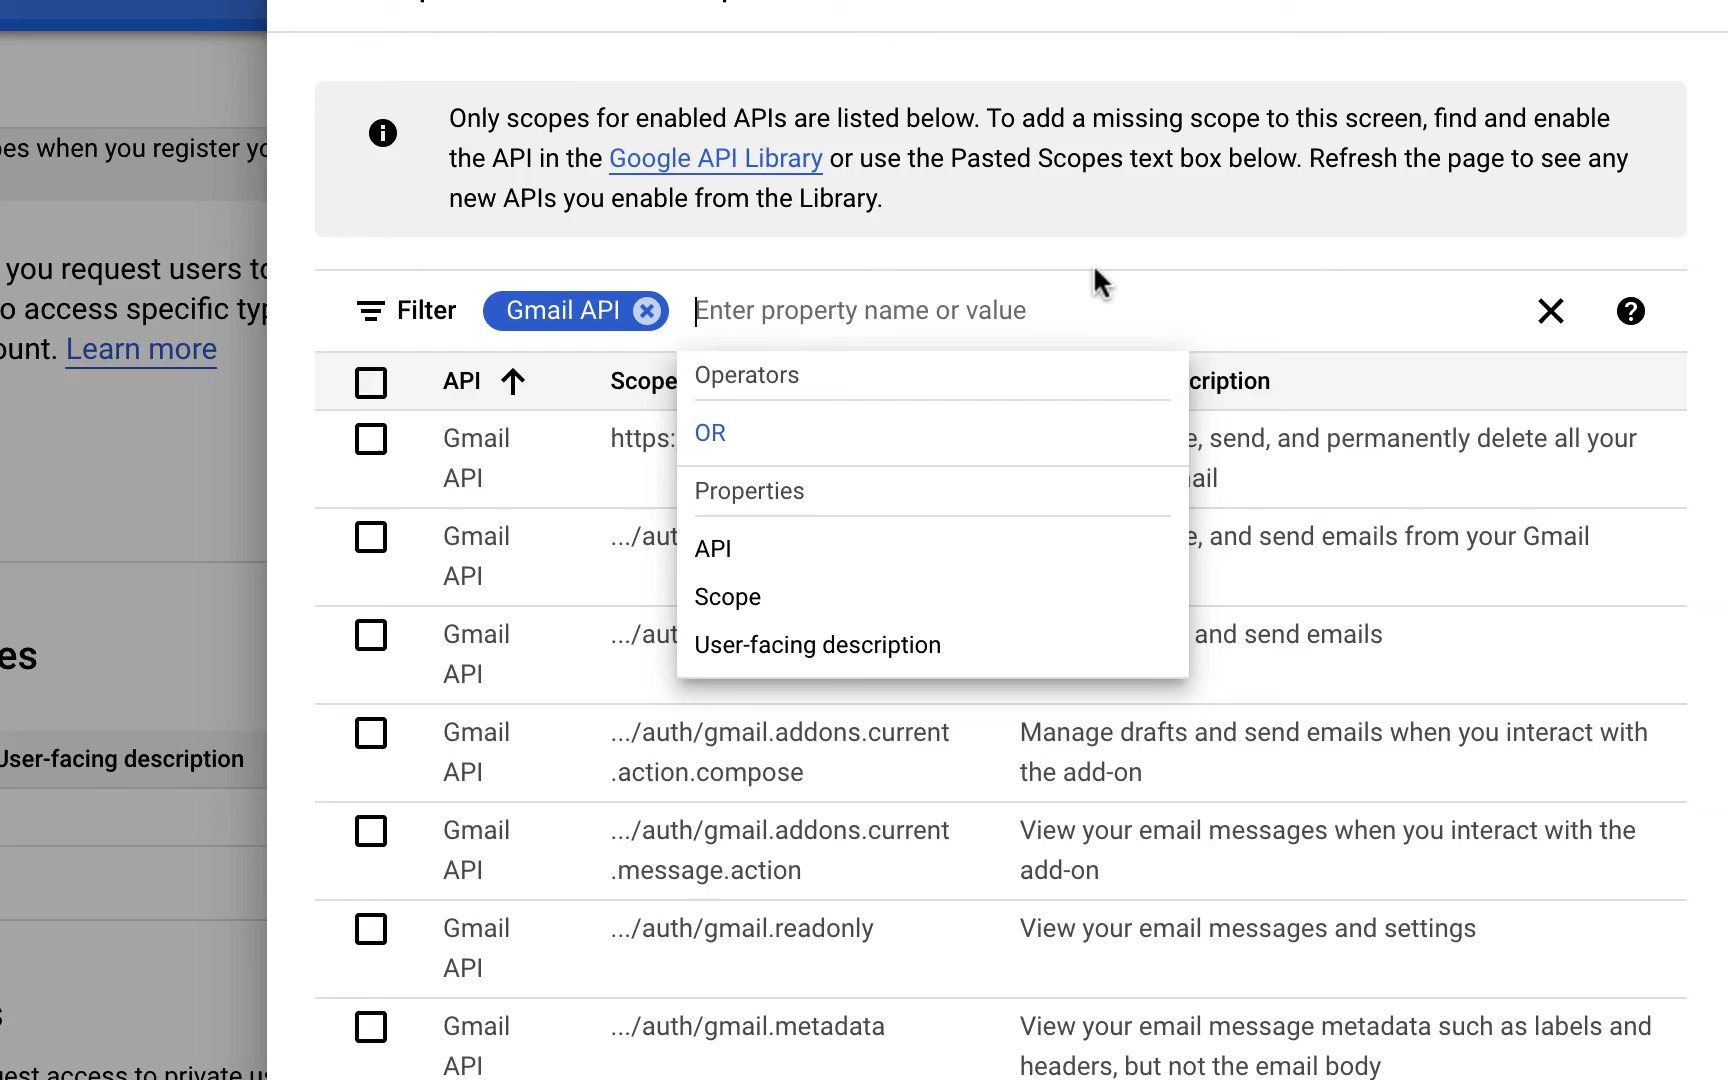 Only scopes for enabled APIs are listed below. To add a missing scope to this screen, find and enable
the API in the Google API Library or use the Pasted Scopes text box below. Refresh the page to see any
new APIs you enable from the Library.
es when you register yo
you request users to
o access specific typ
ount. Learn more
es
User-facing description
est access to private us
Filter Gmail API Enter property name or value
API Scope cription
Operators
OR
Properties
API
Scope
User-facing description
Gmail https: e, send, and permanently delete all your
API ail
Gmail .../aut e, and send emails from your Gmail
API
Gmail .../aut and send emails
API
Gmail .../auth/gmail.addons.current Manage drafts and send emails when you interact with
API .action.compose the add-on
Gmail .../auth/gmail.addons.current View your email messages when you interact with the
API .message.action add-on
Gmail .../auth/gmail.readonly View your email messages and settings
API
Gmail .../auth/gmail.metadata View your email message metadata such as labels and
API headers, but not the email body